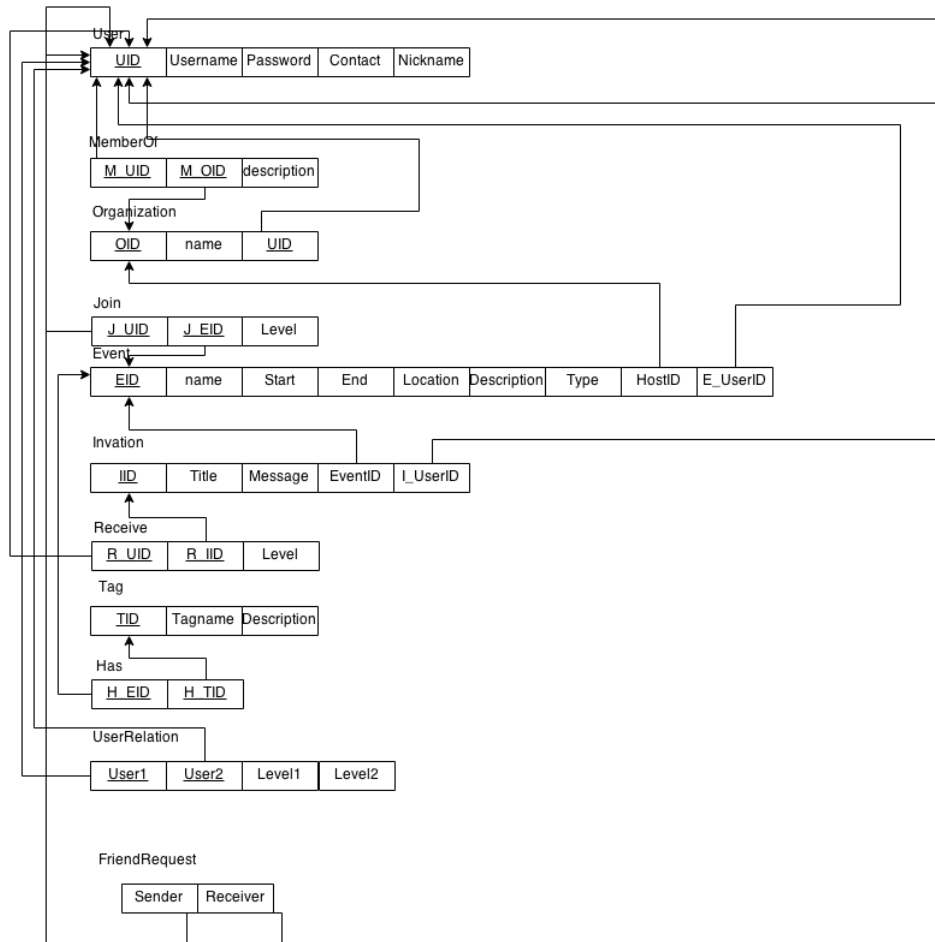 User
UID Username Password Contact Nickname
MemberOf
M_UID M_OID description
Organization
OID name UID
Join
J_UID J_EID Level
Event
EID name Start End Location Description Type HostID E_UserID
Invation
IID Title Message EventID I_UserID
Receive
R_UID R_IID Level
Tag
TID Tagname Description
Has
H_EID H_TID
UserRelation
User1 User2 Level1 Level2
FriendRequest
Sender Receiver